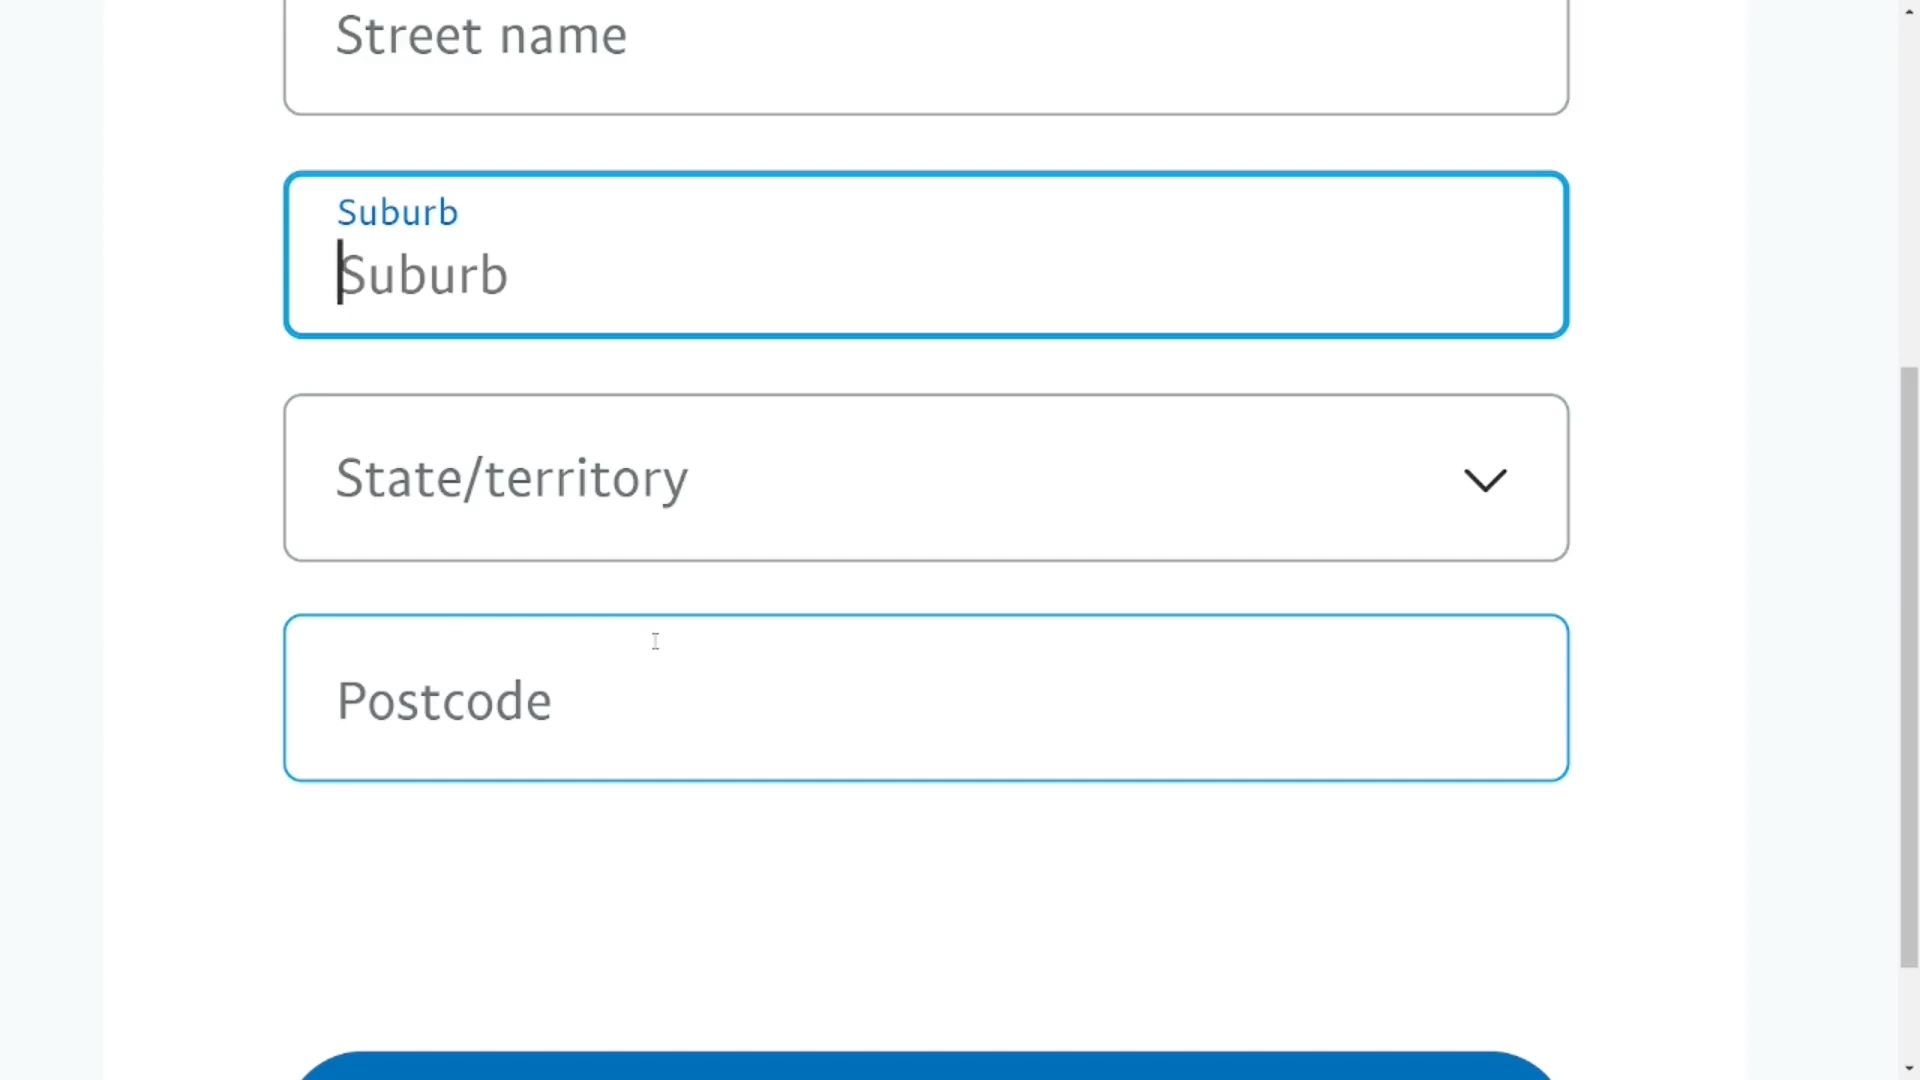 Street name
Suburb
Suburb
State/territory
Postcode